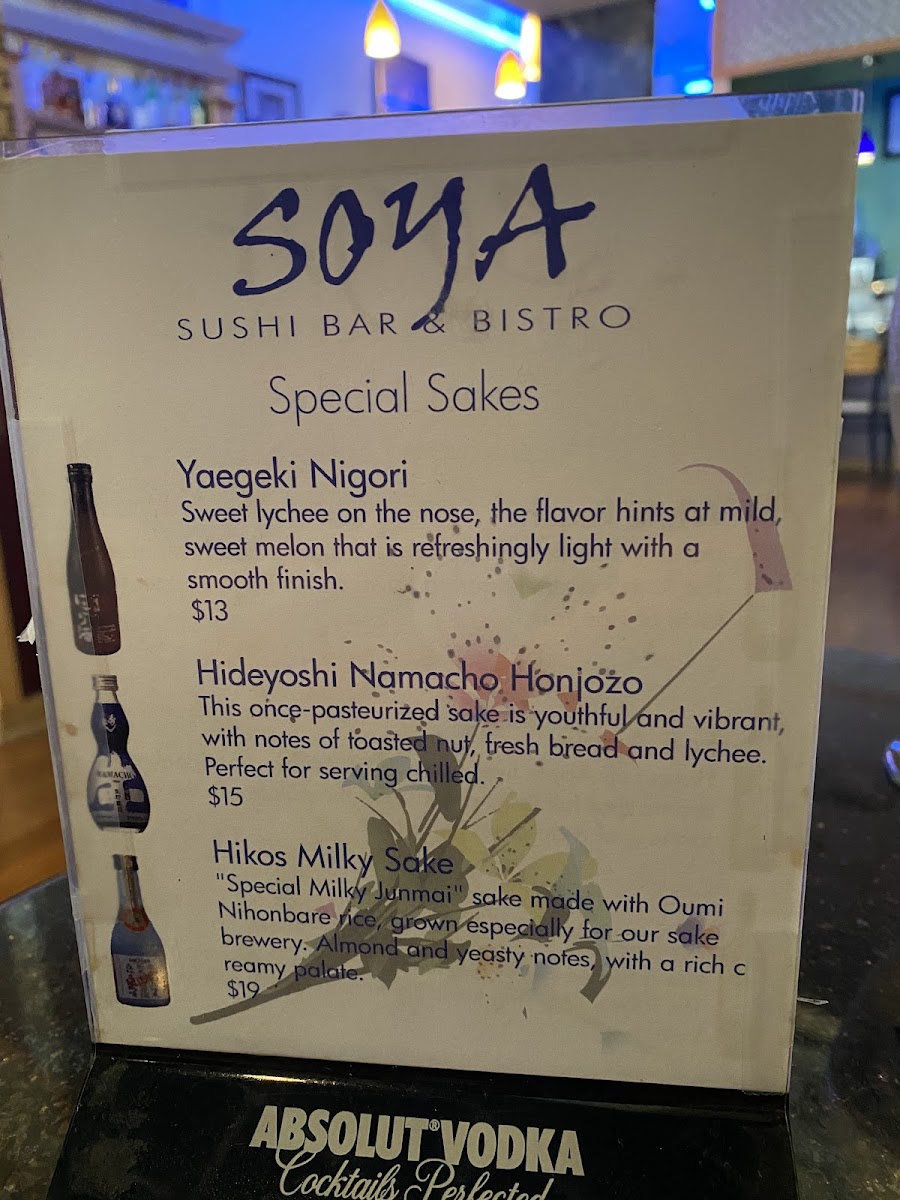 SOYA
SUSHI BAR & BISTRO
Special Sakes
Yaegeki Nigori
Sweet lychee on the nose, the flavor hints at mild,
sweet melon that is refreshingly light with a
smooth finish.
$13
Hideyoshi Namacho Honjozo
This once-pasteurized sake is youthful and vibrant,
with notes of toasted nut, fresh bread and lychee.
Perfect for serving chilled.
$15
Hikos Milky Sake
"Special Milky Junmai" sake made with Oumi
Nihonbare rice, grown especially for our sake
brewery. Almond and yeasty notes, with a rich c
reamy palate.
$19
ABSOLUT® VODKA
Cocktails Perfected